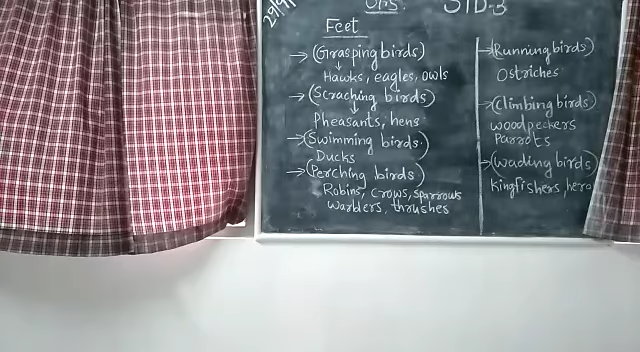 STD-3
Feet
→ (Grasping birds)
Hawks, eagles, owls
→ (Scraching birds)
Pheasants, hens
→ (Swimming birds.)
Ducks
→ (Perching birds)
Robins, crows, sparrows
Warblers, thrushes
→ (Running birds)
Ostriches
→ (Climbing birds)
woodpeckers
Parrots
→ (wading birds)
Kingfishers, hero